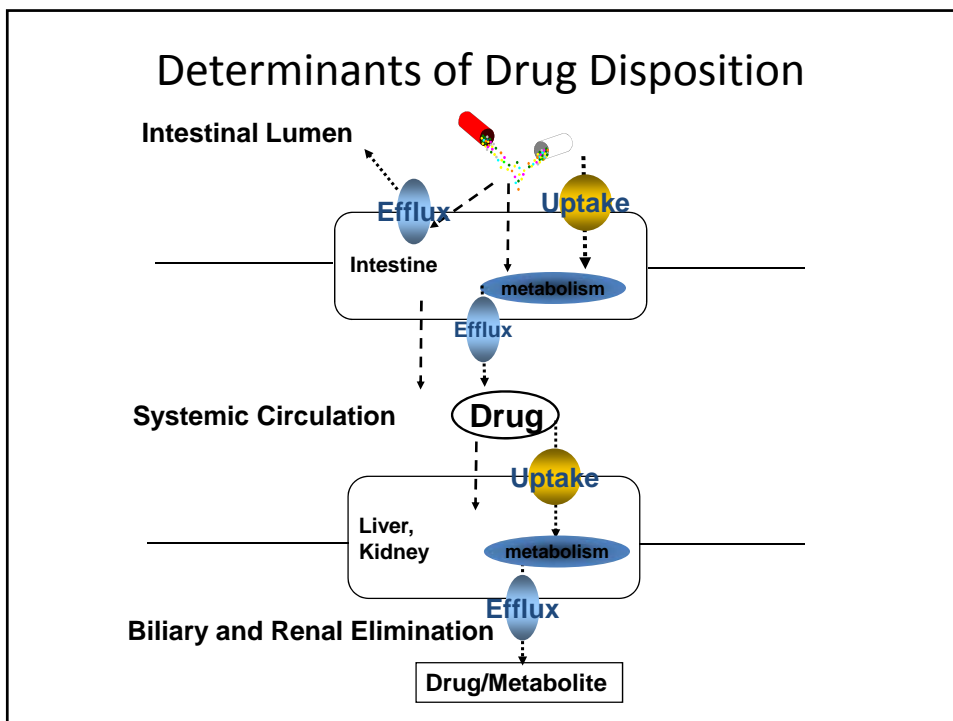 Determinants of Drug Disposition
Intestinal Lumen
Efflux
Uptake
Intestine
metabolism
Efflux
Systemic Circulation
Drug
Uptake
Liver,
Kidney
metabolism
Efflux
Biliary and Renal Elimination
Drug/Metabolite